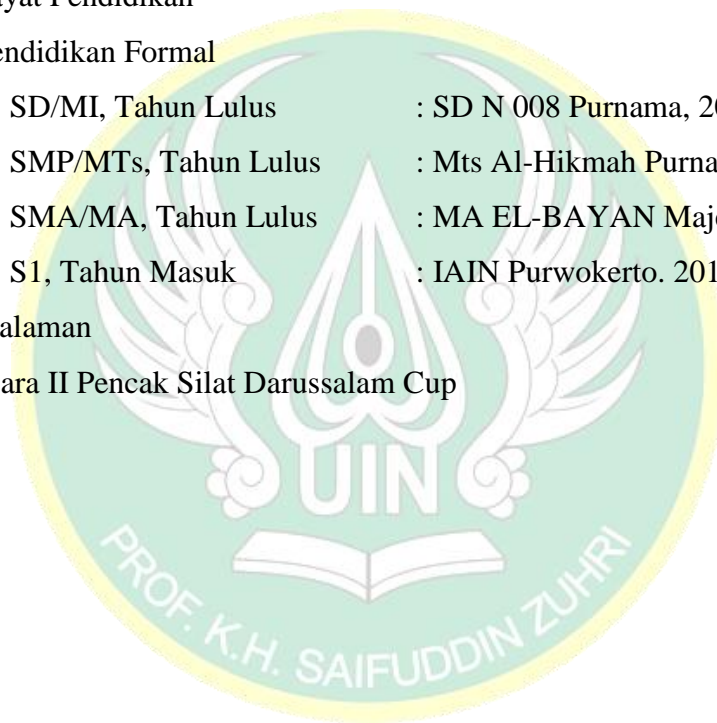 ayat Pendidikan
endidikan Formal
SD/MI, Tahun Lulus : SD N 008 Purnama, 20
SMP/MTs, Tahun Lulus : Mts Al-Hikmah Purna
SMA/MA, Tahun Lulus : MA EL-BAYAN Maje
S1, Tahun Masuk : IAIN Purwokerto. 201
alaman
ara II Pencak Silat Darussalam Cup
UIN
PROF. K.H. SAIFUDDIN ZUHRI